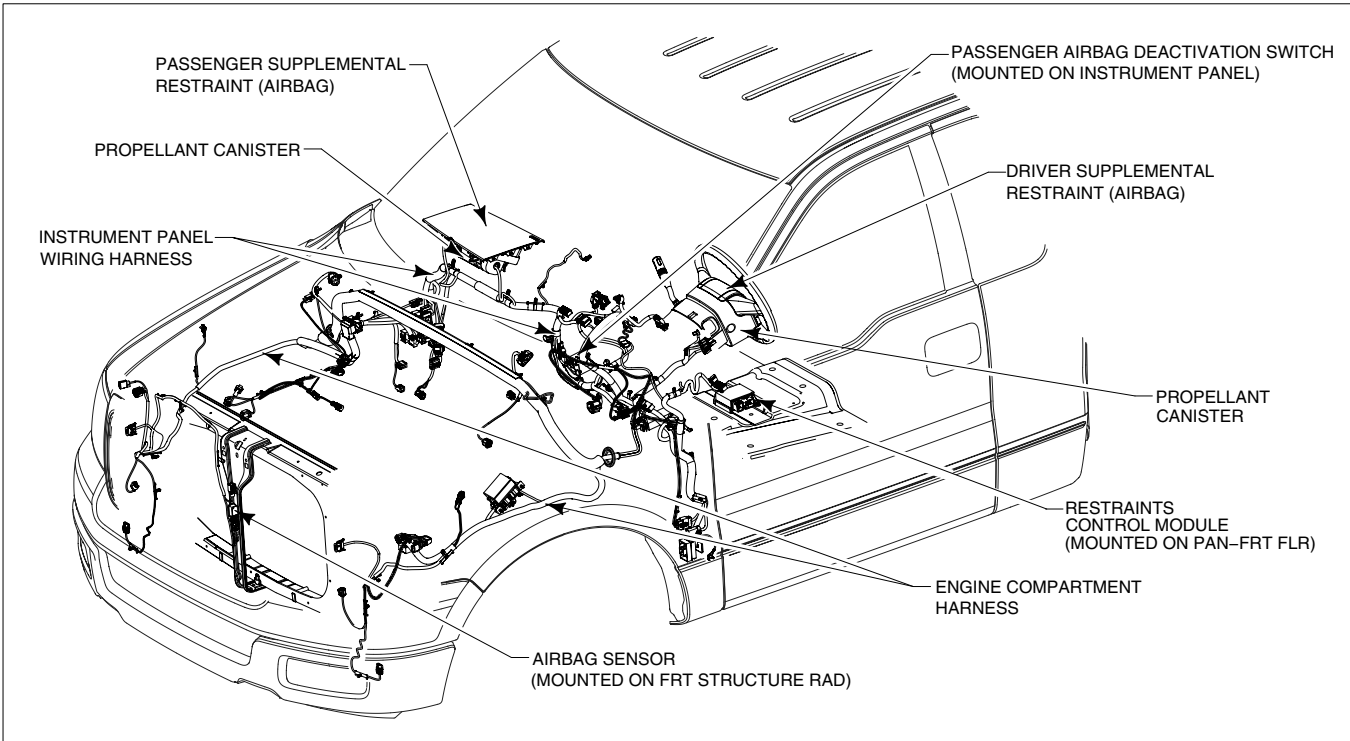 PASSENGER SUPPLEMENTAL
RESTRAINT (AIRBAG)
PROPELLANT CANISTER
INSTRUMENT PANEL
WIRING HARNESS
PASSENGER AIRBAG DEACTIVATION SWITCH
(MOUNTED ON INSTRUMENT PANEL)
DRIVER SUPPLEMENTAL
RESTRAINT (AIRBAG)
PROPELLANT
CANISTER
RESTRAINTS
CONTROL MODULE
(MOUNTED ON PAN–FRT FLR)
ENGINE COMPARTMENT
HARNESS
AIRBAG SENSOR
(MOUNTED ON FRT STRUCTURE RAD)